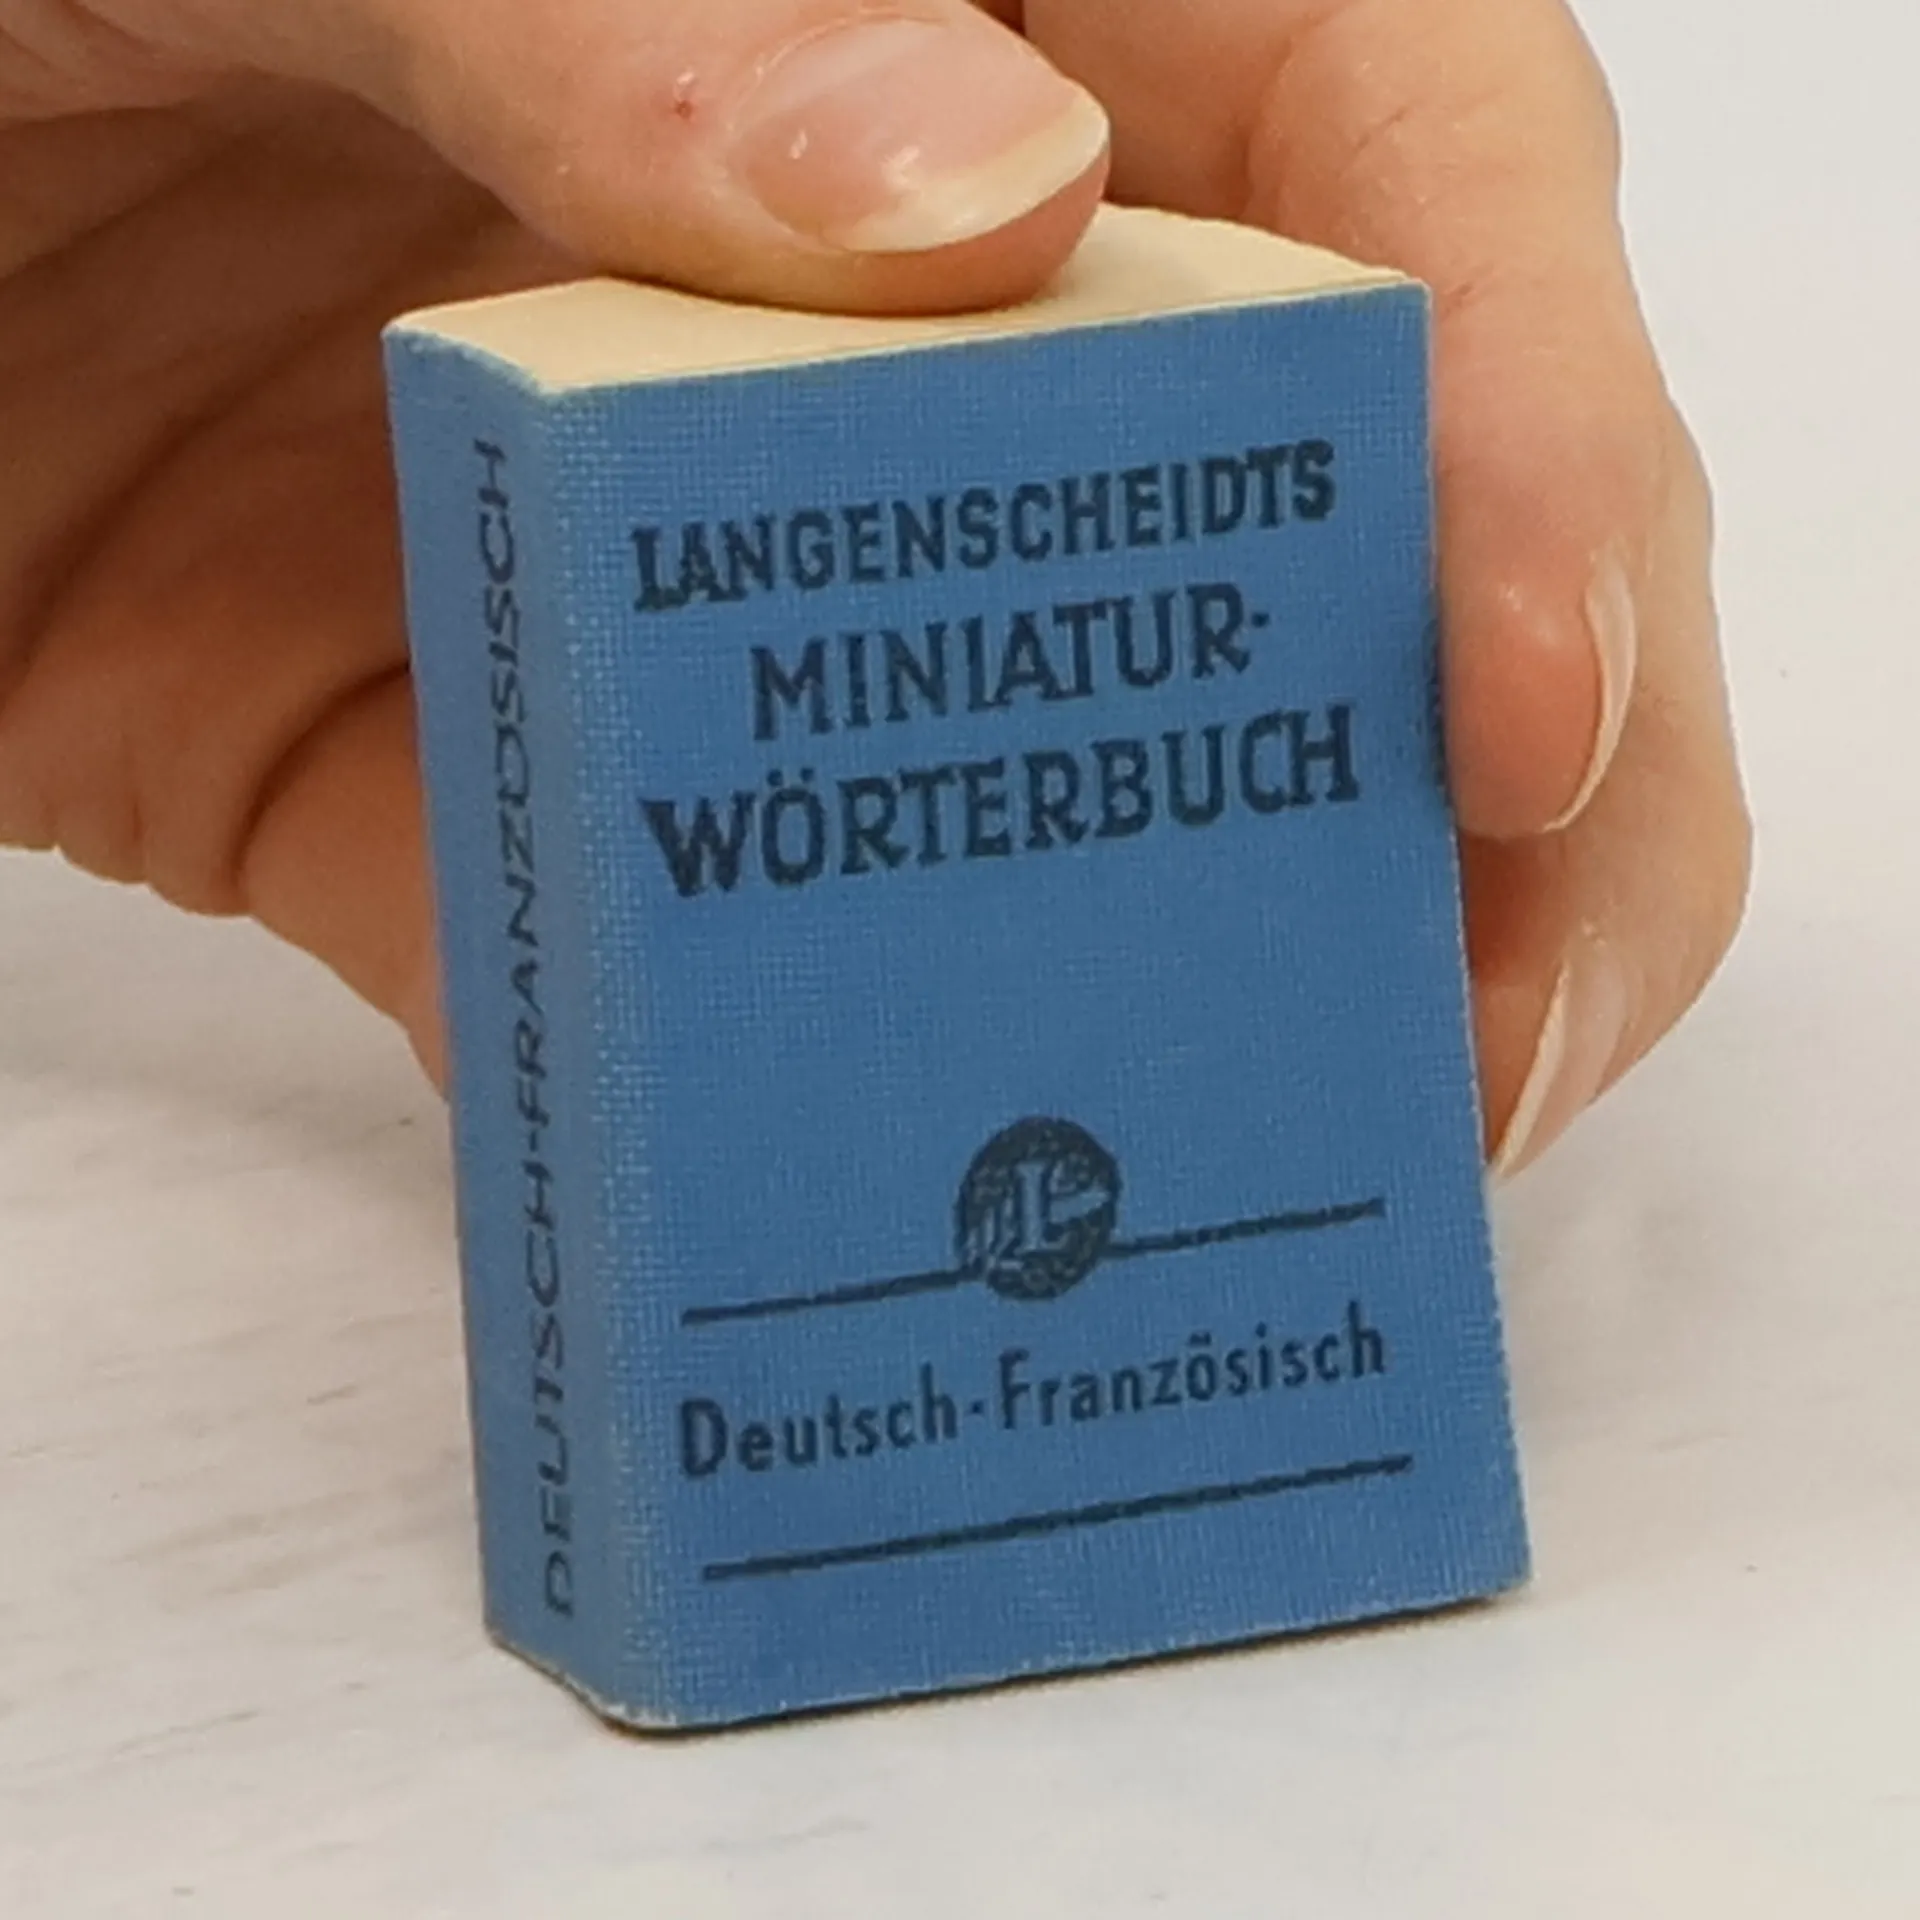 DEUTSCH-FRANZÖSISCH
LANGENSCHEIDTS
MINIATUR-
WÖRTERBUCH
L
Deutsch-Französisch